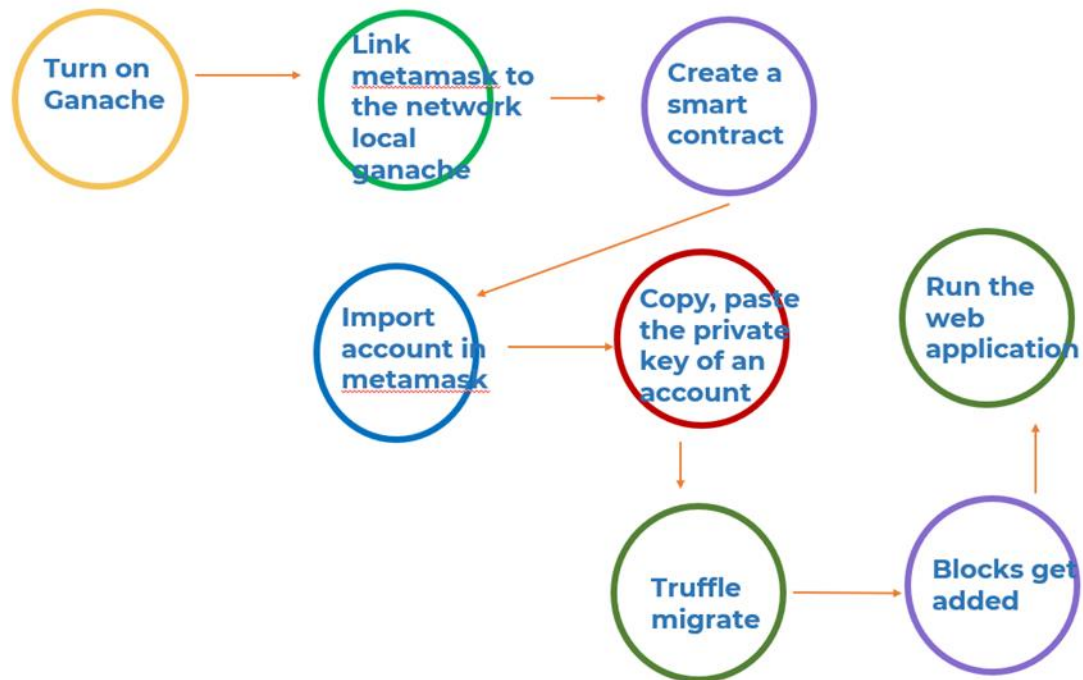 Turn on
Ganache
Link
metamask to
the network
local
ganache
Create a
smart
contract
Import
account in
metamask
Copy, paste
the private
key of an
account
Truffle
migrate
Blocks get
added
Run the
web
application